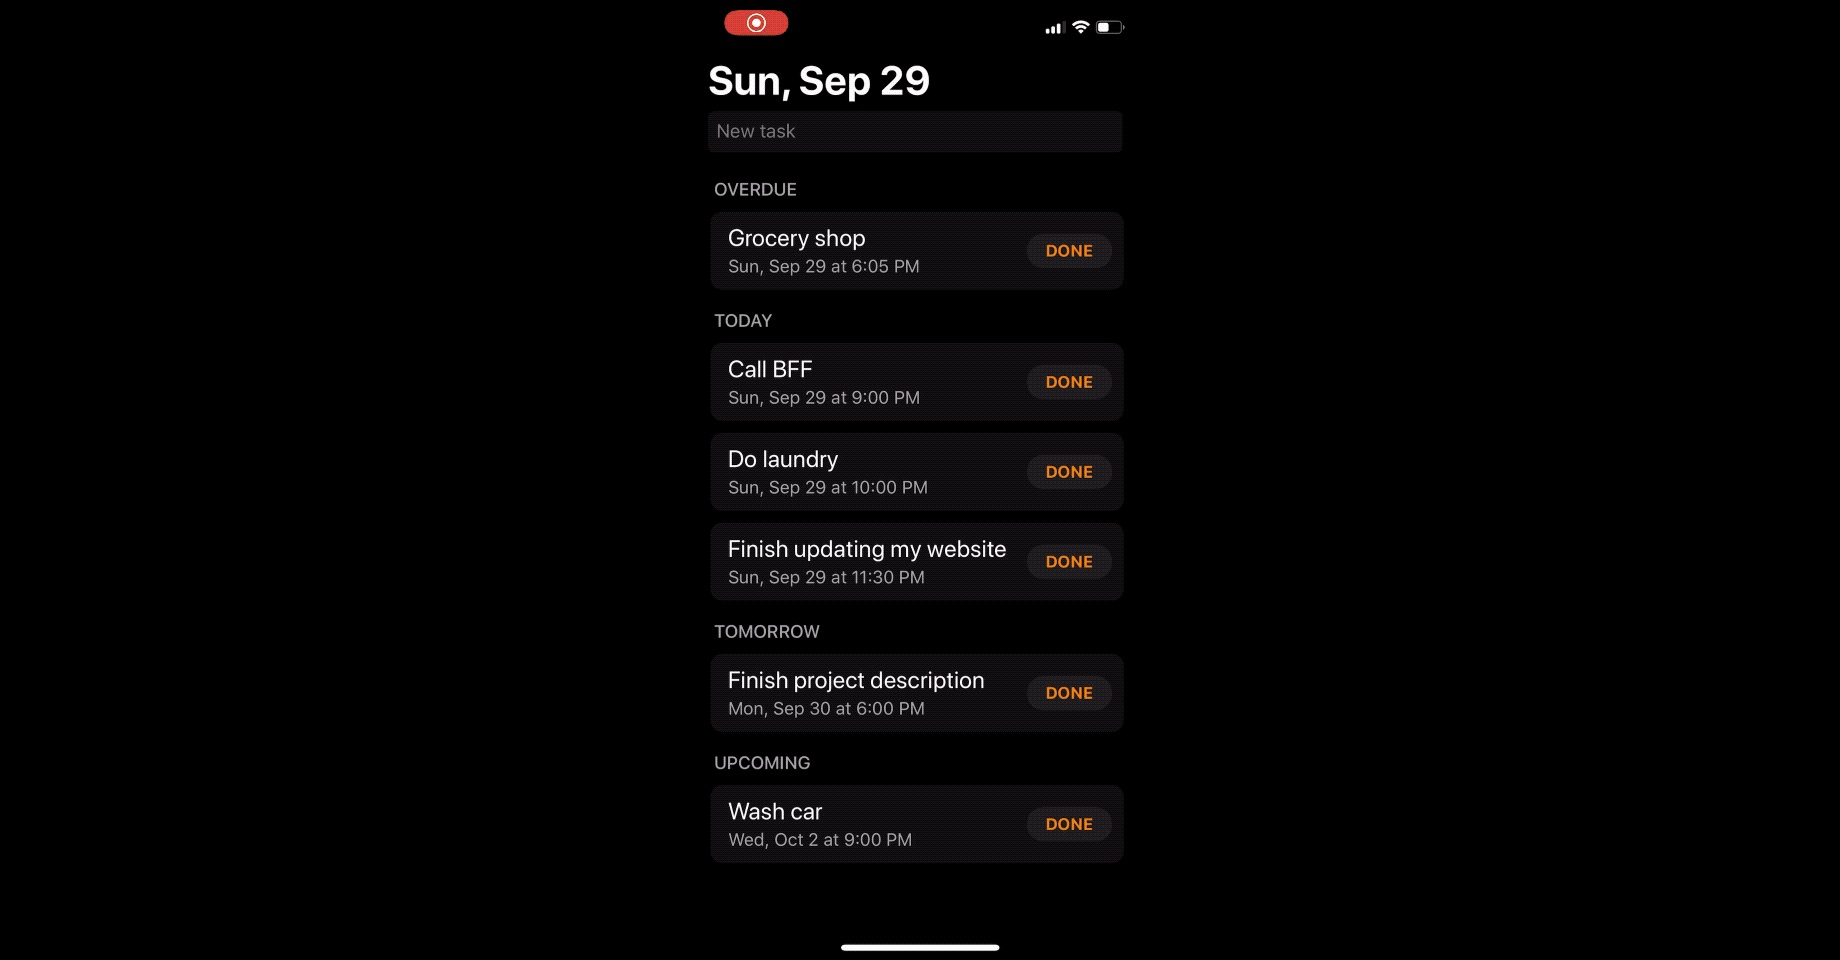 Sun, Sep 29
New task
OVERDUE
Grocery shop
Sun, Sep 29 at 6:05 PM
DONE
TODAY
Call BFF
Sun, Sep 29 at 9:00 PM
DONE
Do laundry
Sun, Sep 29 at 10:00 PM
DONE
Finish updating my website
Sun, Sep 29 at 11:30 PM
DONE
TOMORROW
Finish project description
Mon, Sep 30 at 6:00 PM
DONE
UPCOMING
Wash car
Wed, Oct 2 at 9:00 PM
DONE